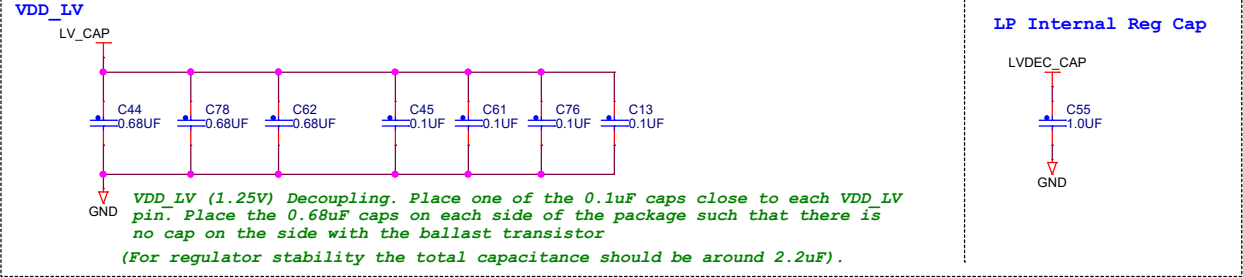 VDD_LV
LV_CAP
C44
0.68UF
C78
0.68UF
C62
0.68UF
C45
0.1UF
C61
0.1UF
C76
0.1UF
C13
0.1UF
GND
VDD_LV (1.25V) Decoupling. Place one of the 0.1uF caps close to each VDD_LV
pin. Place the 0.68uF caps on each side of the package such that there is
no cap on the side with the ballast transistor
(For regulator stability the total capacitance should be around 2.2uF).
LP Internal Reg Cap
LVDEC_CAP
C55
1.0UF
GND